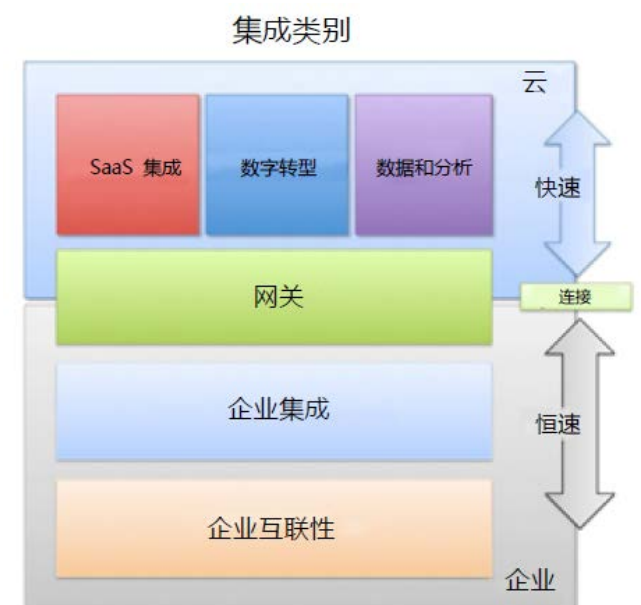 集成类别
云
SaaS 集成
数字转型
数据和分析
快速
网关
连接
企业集成
恒速
企业互联性
企业